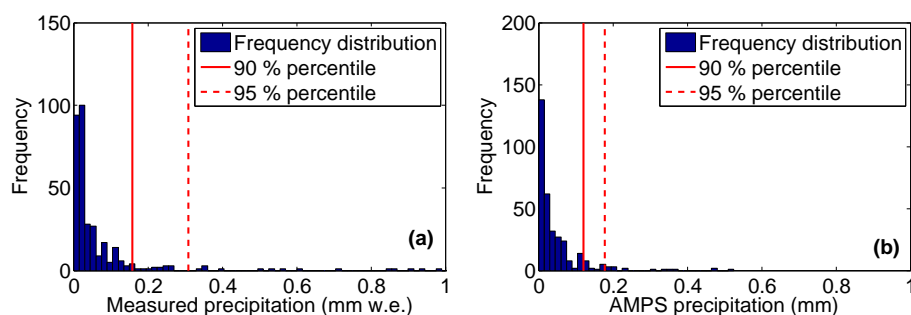 150
100
50
0
Frequency
0
0.2
0.4
0.6
0.8
1
Measured precipitation (mm w.e.)
Frequency distribution
90 % percentile
95 % percentile
(a)
200
150
100
50
0
Frequency
0
0.2
0.4
0.6
0.8
1
AMPS precipitation (mm)
Frequency distribution
90 % percentile
95 % percentile
(b)